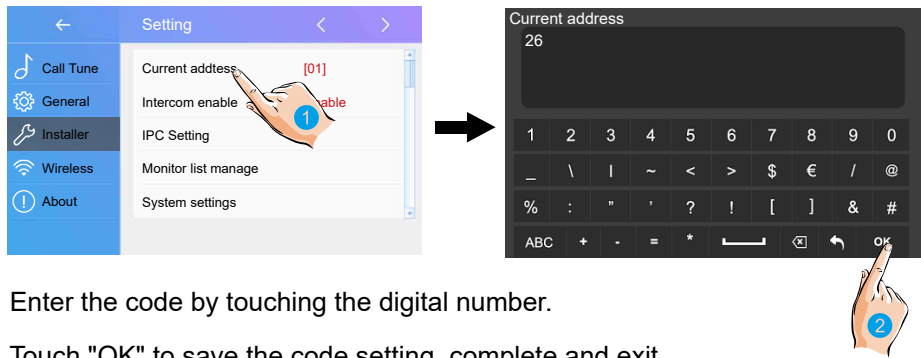 ← Setting < >
Call Tune
General
Installer
Wireless
About
Current addtess [01]
Intercom enable able
IPC Setting
Monitor list manage
System settings
1
Current address
26
1 2 3 4 5 6 7 8 9 0
_ \ | ~ < > $ € / @
% : " ' ? ! [ ] & #
ABC + - = * OK
2
Enter the code by touching the digital number.
Touch "OK" to save the code setting, complete and exit